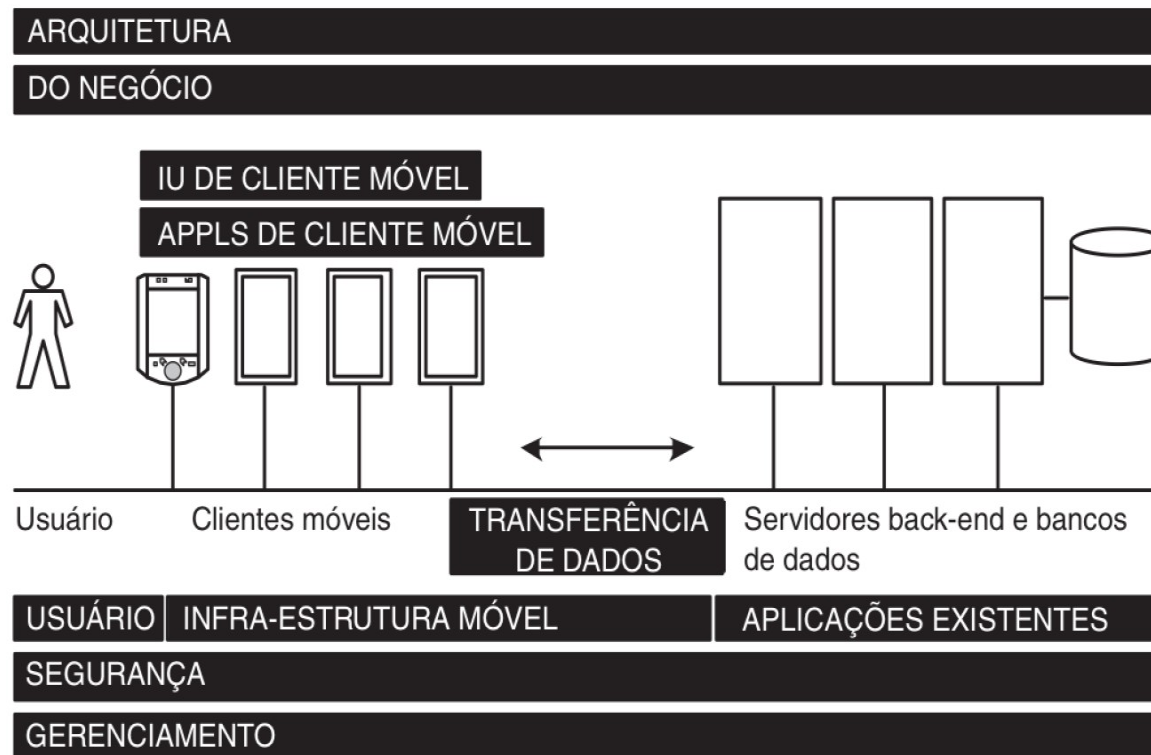 ARQUITETURA
DO NEGÓCIO
IU DE CLIENTE MÓVEL
APPLS DE CLIENTE MÓVEL
Usuário
Clientes móveis
TRANSFERÊNCIA
DE DADOS
Servidores back-end e bancos
de dados
USUÁRIO
INFRA-ESTRUTURA MÓVEL
APLICAÇÕES EXISTENTES
SEGURANÇA
GERENCIAMENTO